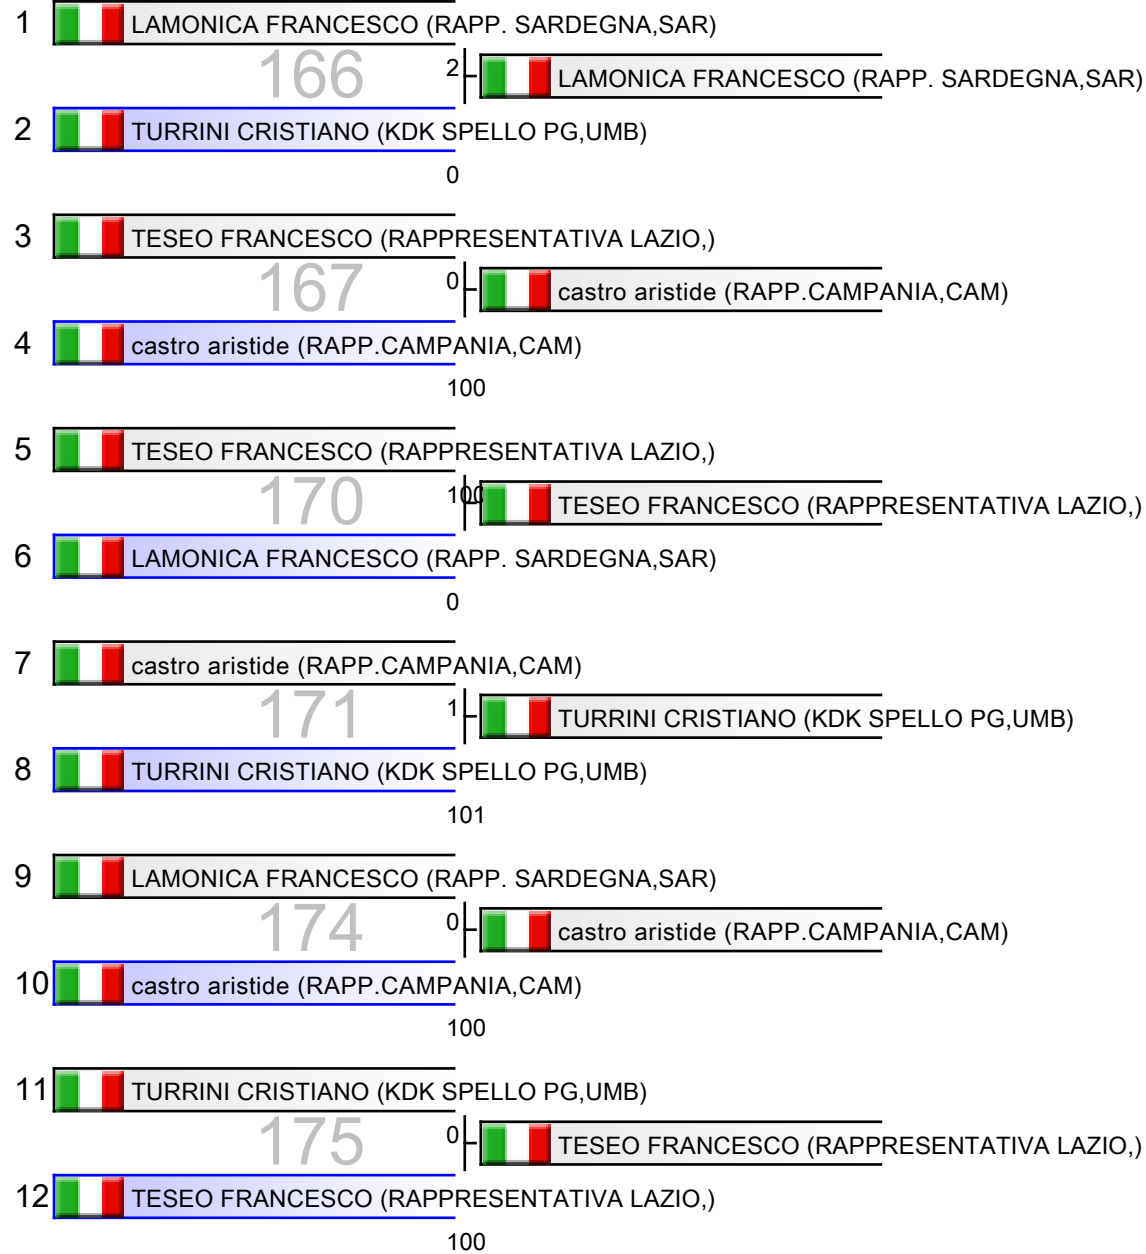 1 LAMONICA FRANCESCO (RAPP. SARDEGNA,SAR)
166
2 LAMONICA FRANCESCO (RAPP. SARDEGNA,SAR)
2 TURRINI CRISTIANO (KDK SPELLO PG,UMB)
0
3 TESEO FRANCESCO (RAPPRESENTATIVA LAZIO,)
167
0 castro aristide (RAPP.CAMPANIA,CAM)
4 castro aristide (RAPP.CAMPANIA,CAM)
100
5 TESEO FRANCESCO (RAPPRESENTATIVA LAZIO,)
170
100 TESEO FRANCESCO (RAPPRESENTATIVA LAZIO,)
6 LAMONICA FRANCESCO (RAPP. SARDEGNA,SAR)
0
7 castro aristide (RAPP.CAMPANIA,CAM)
171
1 TURRINI CRISTIANO (KDK SPELLO PG,UMB)
8 TURRINI CRISTIANO (KDK SPELLO PG,UMB)
101
9 LAMONICA FRANCESCO (RAPP. SARDEGNA,SAR)
174
0 castro aristide (RAPP.CAMPANIA,CAM)
10 castro aristide (RAPP.CAMPANIA,CAM)
100
11 TURRINI CRISTIANO (KDK SPELLO PG,UMB)
175
0 TESEO FRANCESCO (RAPPRESENTATIVA LAZIO,)
12 TESEO FRANCESCO (RAPPRESENTATIVA LAZIO,)
100